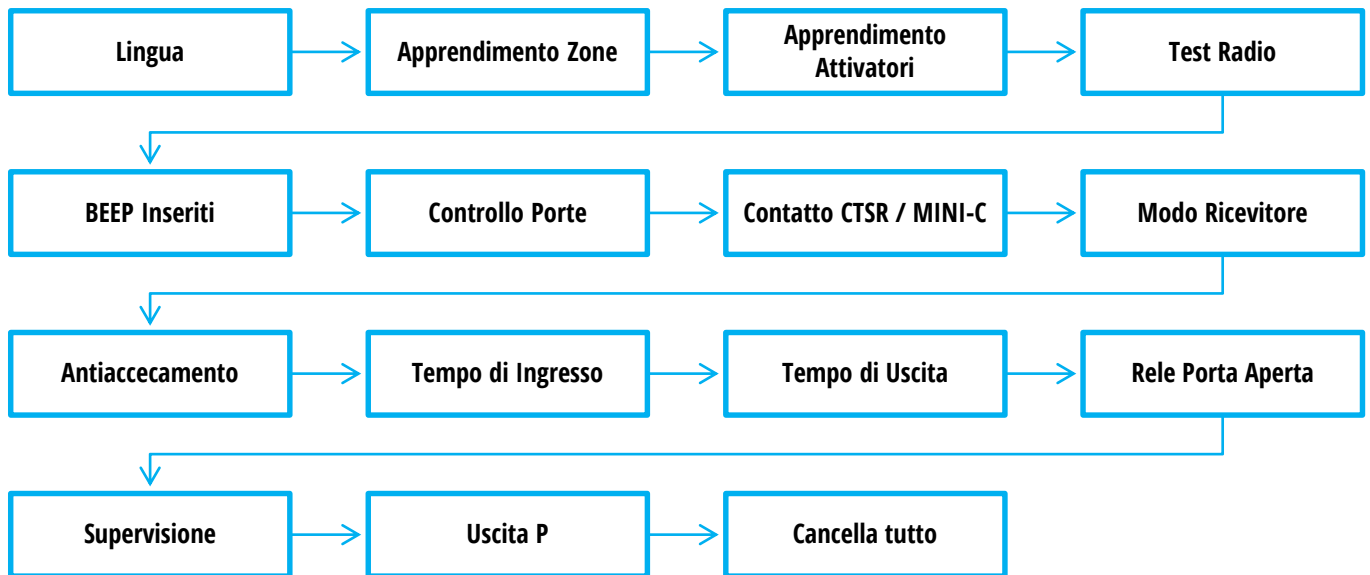 Lingua
Apprendimento Zone
Apprendimento
Attivatori
Test Radio
BEEP Inseriti
Controllo Porte
Contatto CTSR / MINI-C
Modo Ricevitore
Antiaccecamento
Tempo di Ingresso
Tempo di Uscita
Rele Porta Aperta
Supervisione
Uscita P
Cancella tutto